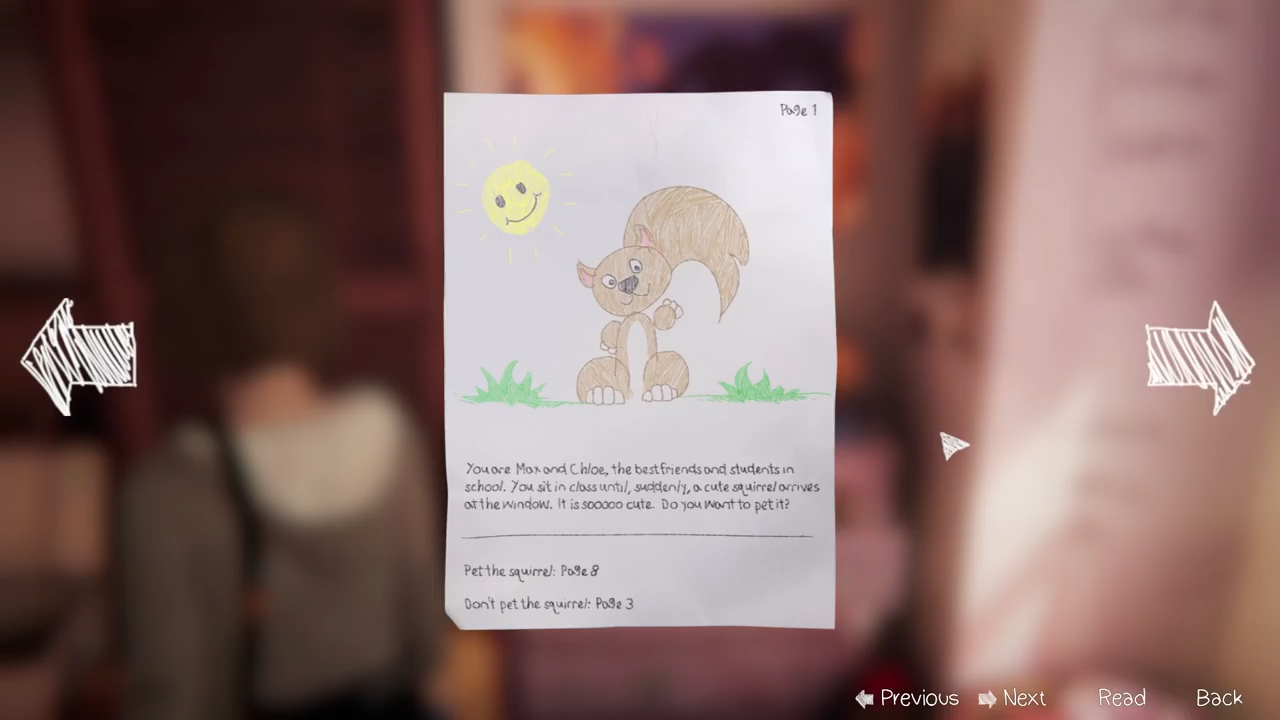 Page 1
You are Max and Chloe, the best friends and students in
school. You sit in class until, suddenly, a cute squirrel arrives
at the window. It is sooooo cute. Do you want to pet it?
Pet the squirrel: Page 8
Don't pet the squirrel: Page 3
Previous Next Read Back